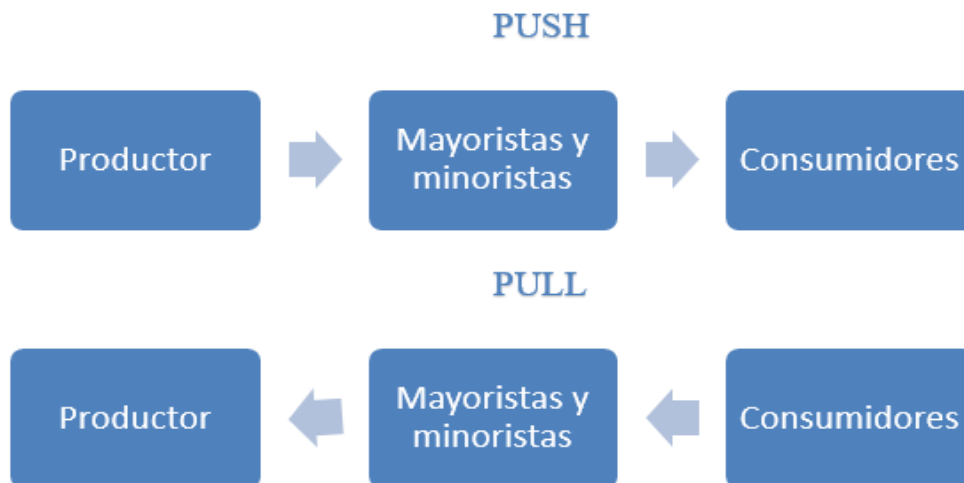 PUSH
Productor
Mayoristas y
minoristas
Consumidores
PULL
Productor
Mayoristas y
minoristas
Consumidores